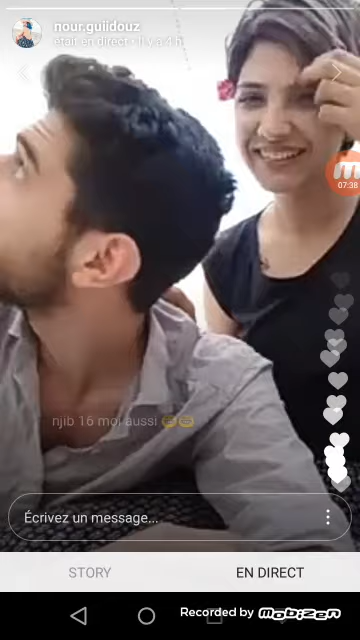 nour.guiidouz
était en direct • Il y a 4 h
07:38
njib 16 moi aussi 😄😄
Écrivez un message...
STORY
EN DIRECT
Recorded by mobizen